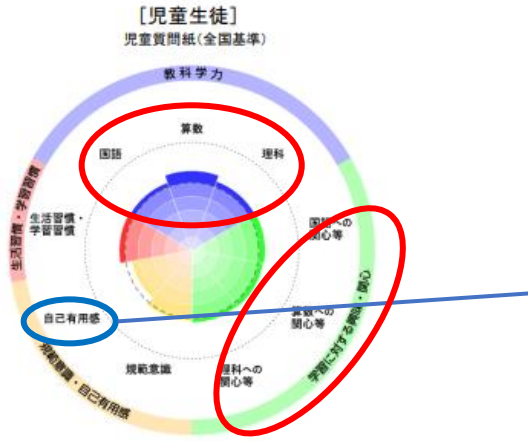 [児童生徒]
児童質問紙(全国基準)
教科学力
算数
国語
理科
生活習慣・学習習慣
生活習慣・
学習習慣
国語への
関心等
自己有用感
算数への
関心等
学習に対する興味・関心
規範意識
理科への
関心等
規範意識・自己有用感